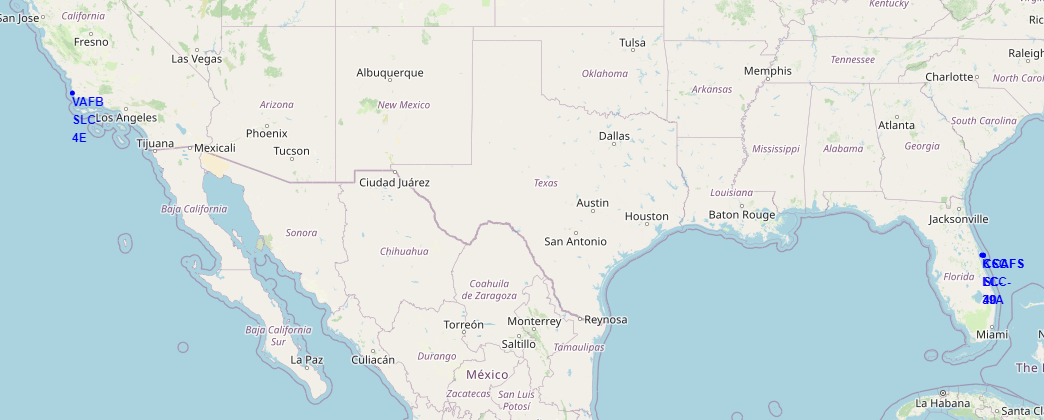 Kentucky
California
San Jose
Ric
Fresno
Tulsa
Raleigh
Las Vegas
Tennessee
Albuquerque
Oklahoma
Memphis
Charlotte
North Carol
Arkansas
VAFB
SLC-
4E
Los Angeles
Arizona
New Mexico
Phoenix
Dallas
Atlanta
South Carolina
Tijuana
Mexicali
Tucson
Mississippi
Alabama
Georgia
Ciudad Juárez
Texas
Louisiana
Baja California
Austin
Houston
Baton Rouge
Jacksonville
Sonora
Chihuahua
San Antonio
CCAFS
Florida
Coahuila
de Zaragoza
Torreón
Monterrey
Reynosa
Baja California
Sur
Saltillo
Tamaulipas
Miami
La Paz
Culiacán
Durango
México
The
Zacatecas
San Luis
Potosí
La Habana
Santa Cl